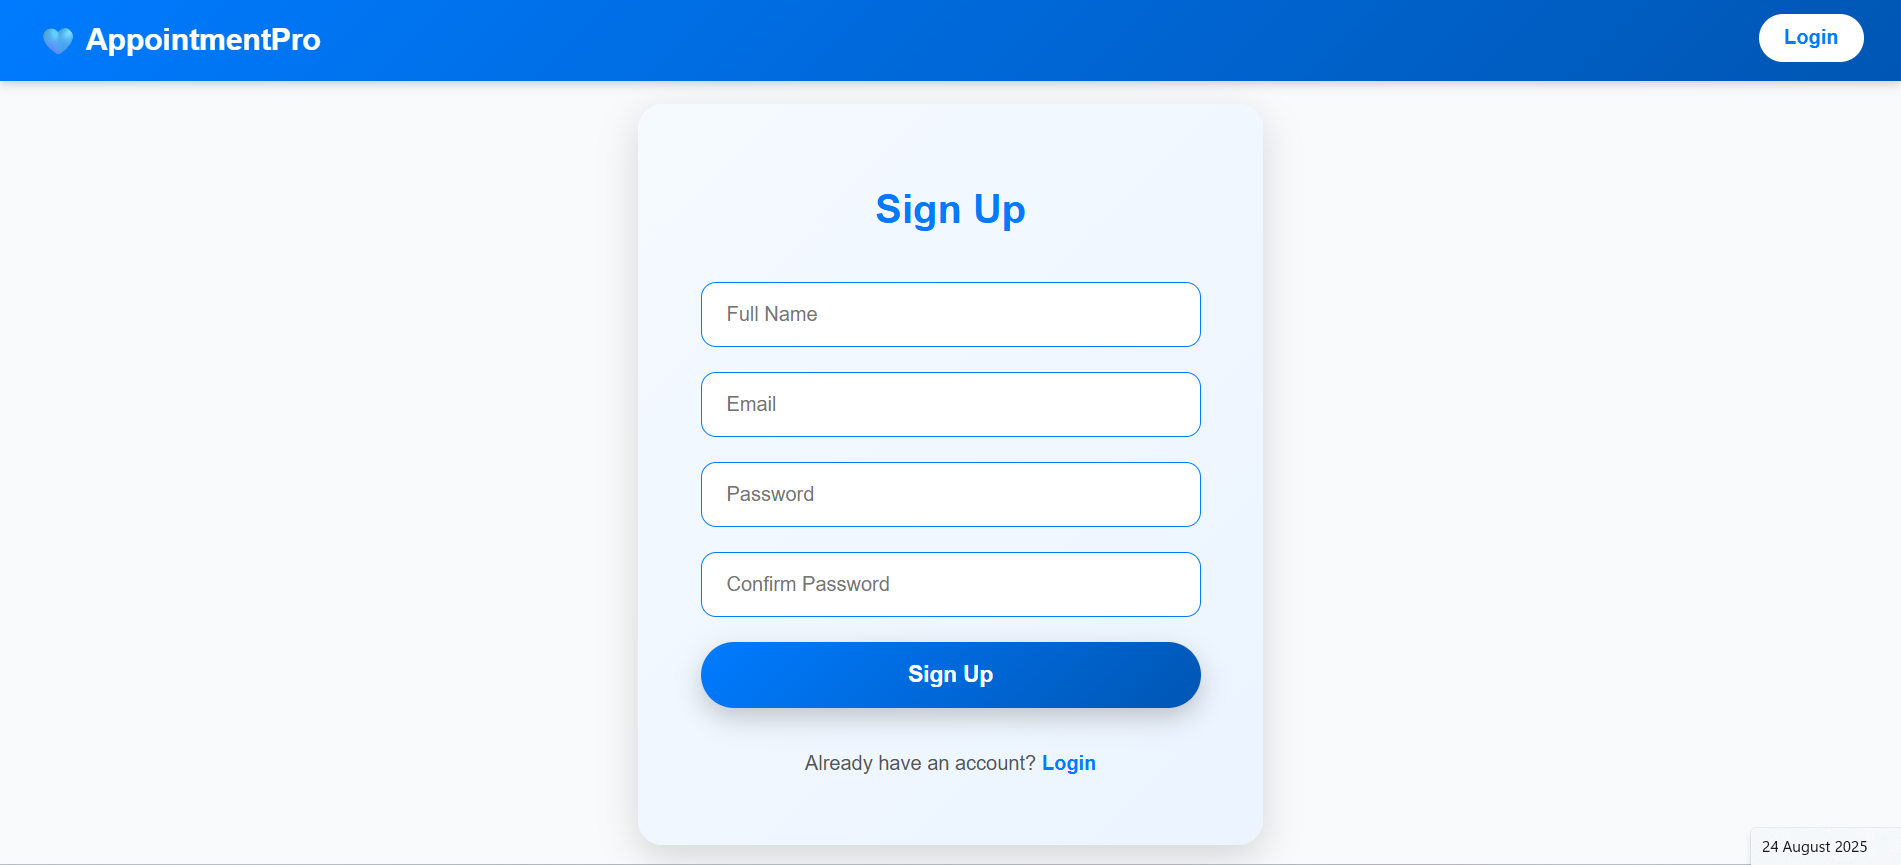 AppointmentPro
Login
Sign Up
Full Name
Email
Password
Confirm Password
Sign Up
Already have an account? Login
24 August 2025